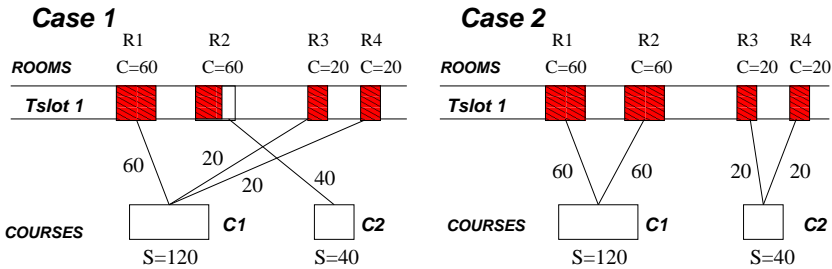 Case 1
R1 R2 R3 R4
ROOMS C=60 C=60 C=20 C=20
Tslot 1
60 20 20 40
COURSES C1 C2
S=120 S=40
Case 2
R1 R2 R3 R4
ROOMS C=60 C=60 C=20 C=20
Tslot 1
60 60 20 20
COURSES C1 C2
S=120 S=40